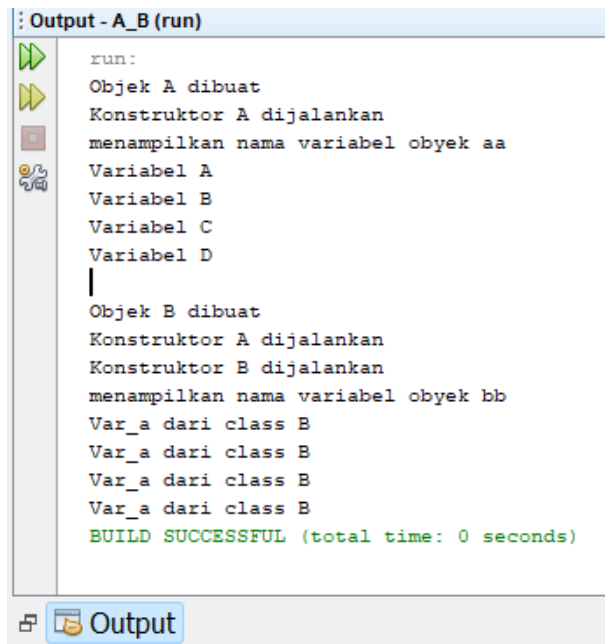 Output - A_B (run)
run:
Objek A dibuat
Konstruktor A dijalankan
menampilkan nama variabel obyek aa
Variabel A
Variabel B
Variabel C
Variabel D
Objek B dibuat
Konstruktor A dijalankan
Konstruktor B dijalankan
menampilkan nama variabel obyek bb
Var_a dari class B
Var_a dari class B
Var_a dari class B
Var_a dari class B
BUILD SUCCESSFUL (total time: 0 seconds)
Output